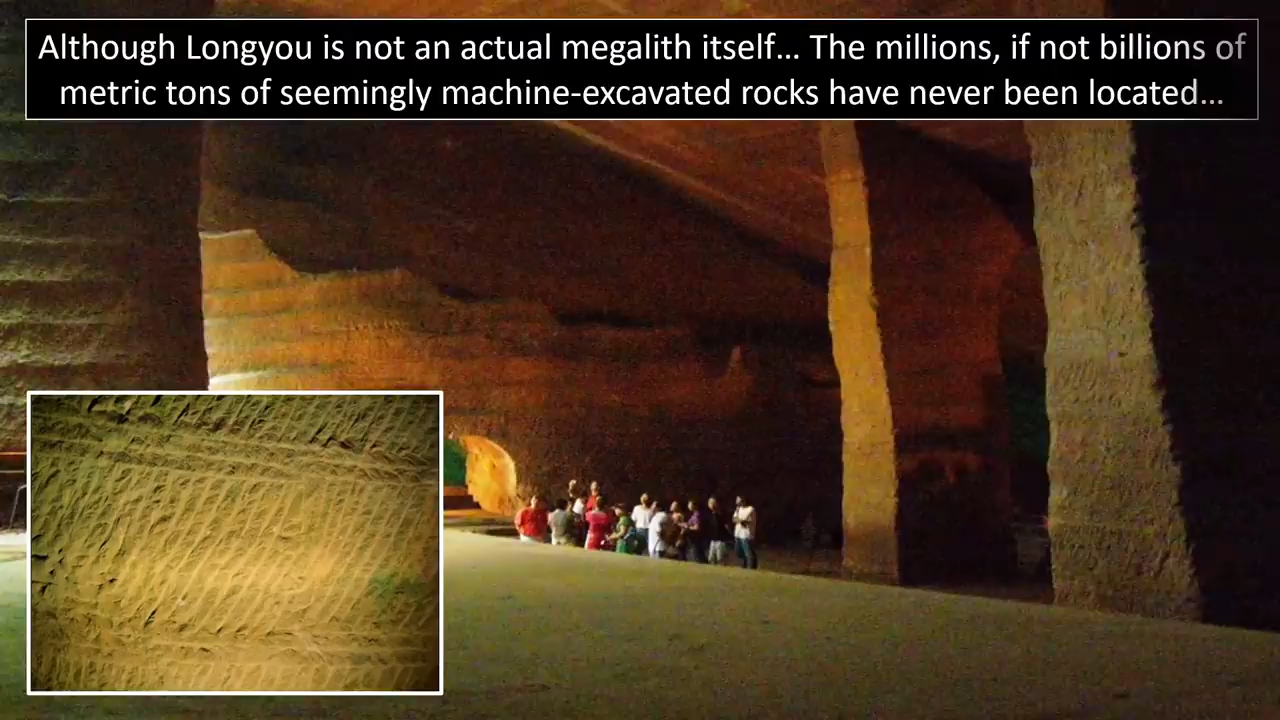 Although Longyou is not an actual megalith itself... The millions, if not billions of
metric tons of seemingly machine-excavated rocks have never been located...